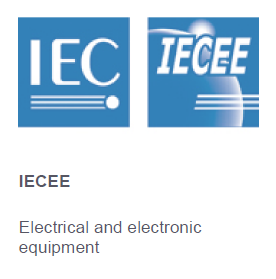 IEC IECEE
IECEE
Electrical and electronic
equipment